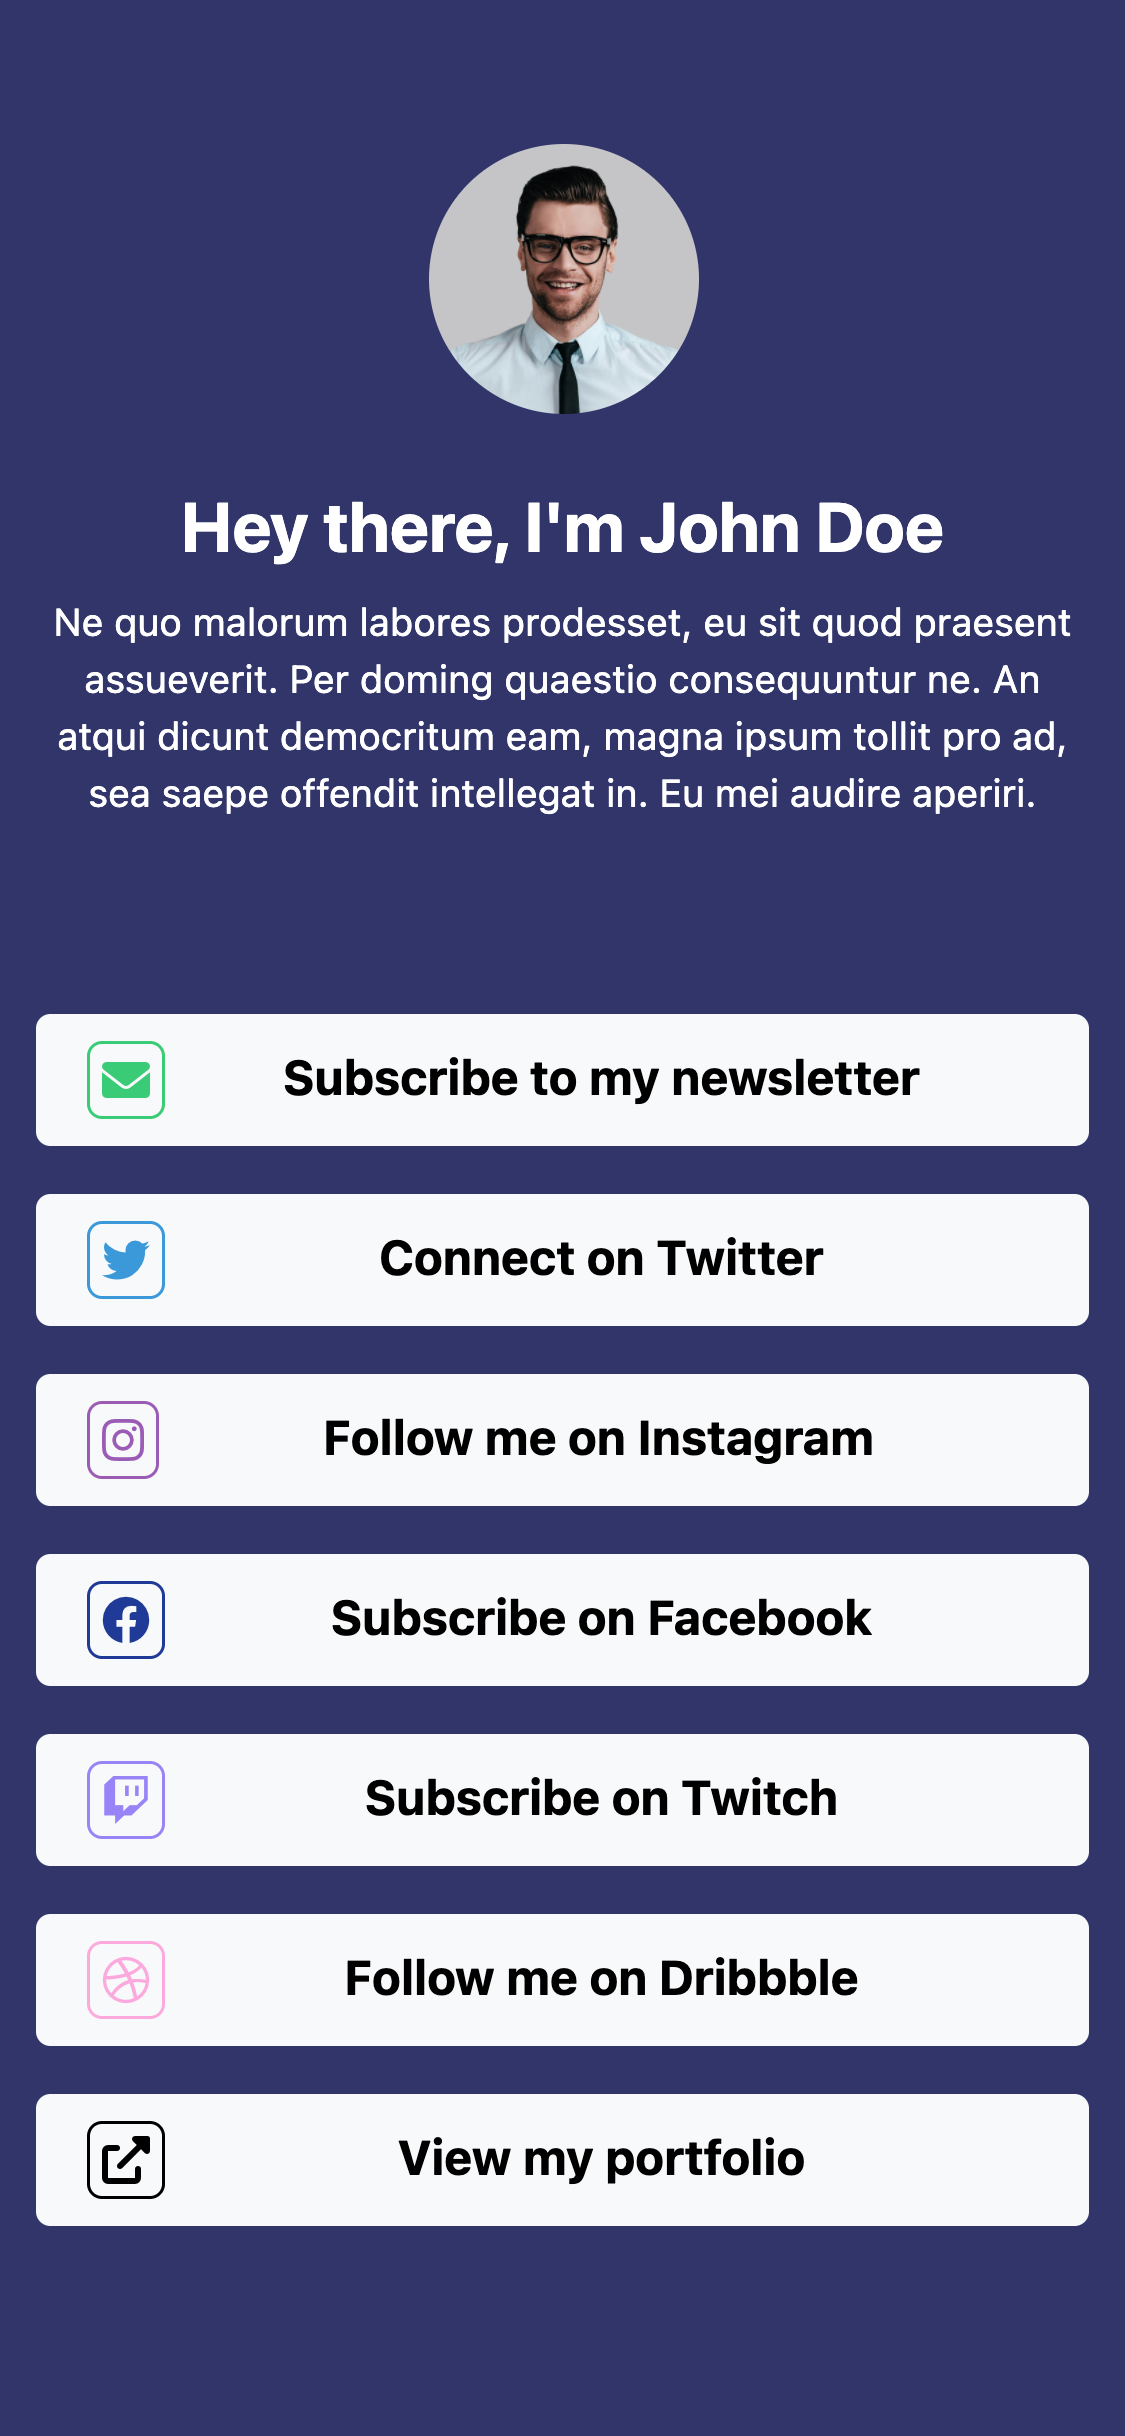 Hey there, I'm John Doe
Ne quo malorum labores prodesset, eu sit quod praesent
assueverit. Per doming quaestio consequuntur ne. An
atqui dicunt democritum eam, magna ipsum tollit pro ad,
sea saepe offendit intellegat in. Eu mei audire aperiri.
Subscribe to my newsletter
Connect on Twitter
Follow me on Instagram
Subscribe on Facebook
Subscribe on Twitch
Follow me on Dribbble
View my portfolio